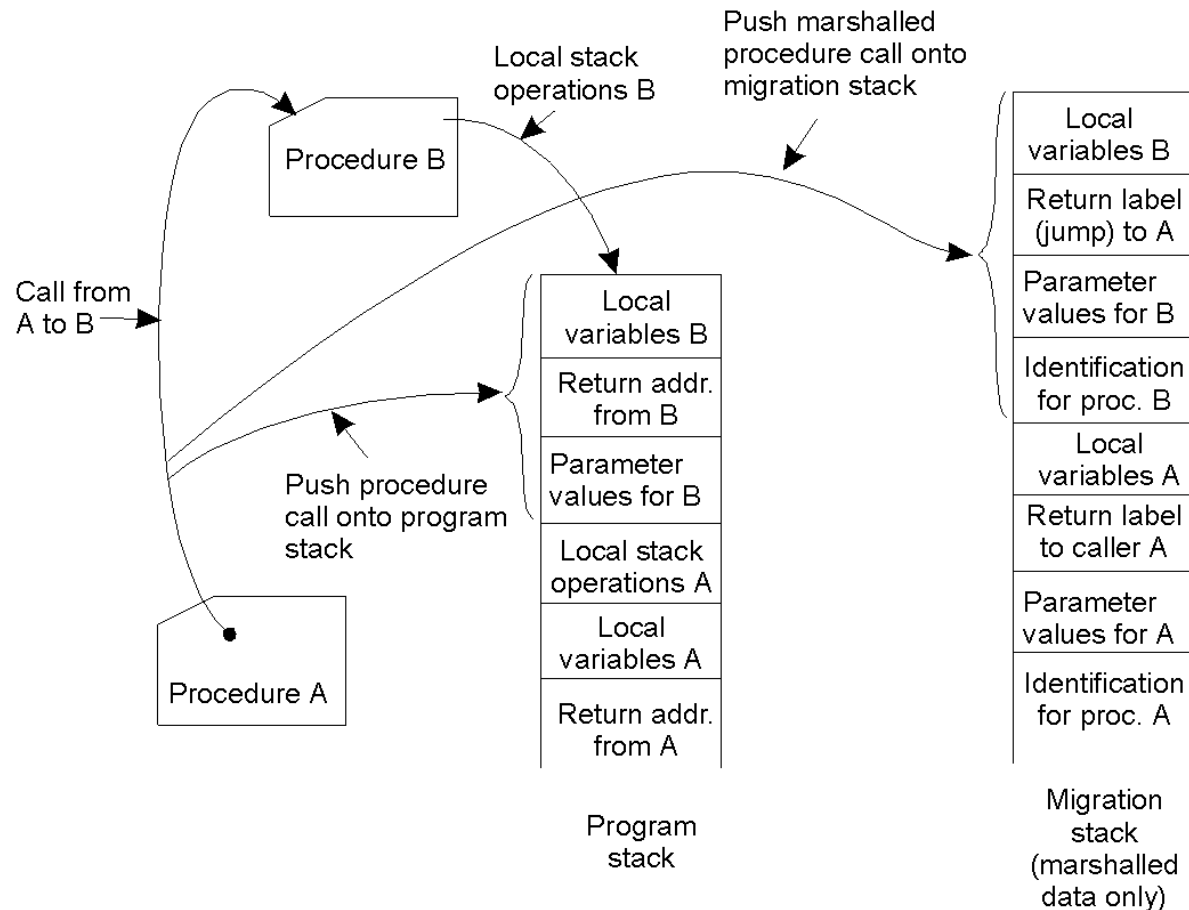 Push marshalled
procedure call onto
migration stack
Local stack
operations B
Procedure B
Call from
A to B
Push procedure
call onto program
stack
Procedure A
Local
variables B
Return addr.
from B
Parameter
values for B
Local stack
operations A
Local
variables A
Return addr.
from A
Program
stack
Local
variables B
Return label
(jump) to A
Parameter
values for B
Identification
for proc. B
Local
variables A
Return label
to caller A
Parameter
values for A
Identification
for proc. A
Migration
stack
(marshalled
data only)